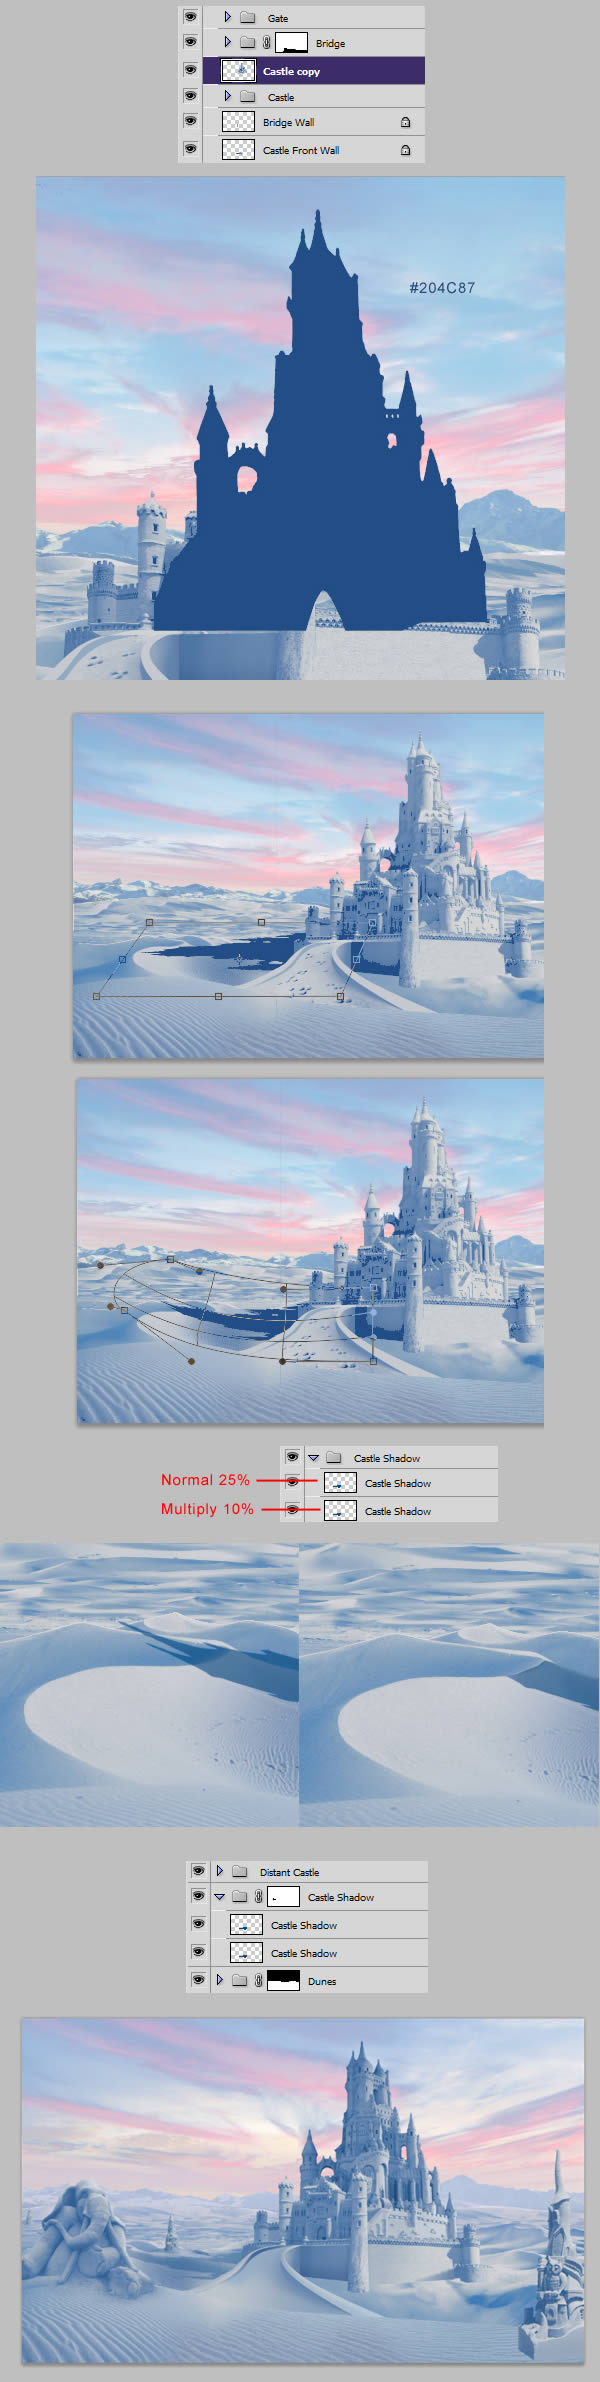 Gate
Bridge
Castle copy
Castle
Bridge Wall
Castle Front Wall
#204C87
Castle Shadow
Normal 25%
Castle Shadow
Multiply 10%
Castle Shadow
Distant Castle
Castle Shadow
Castle Shadow
Castle Shadow
Dunes